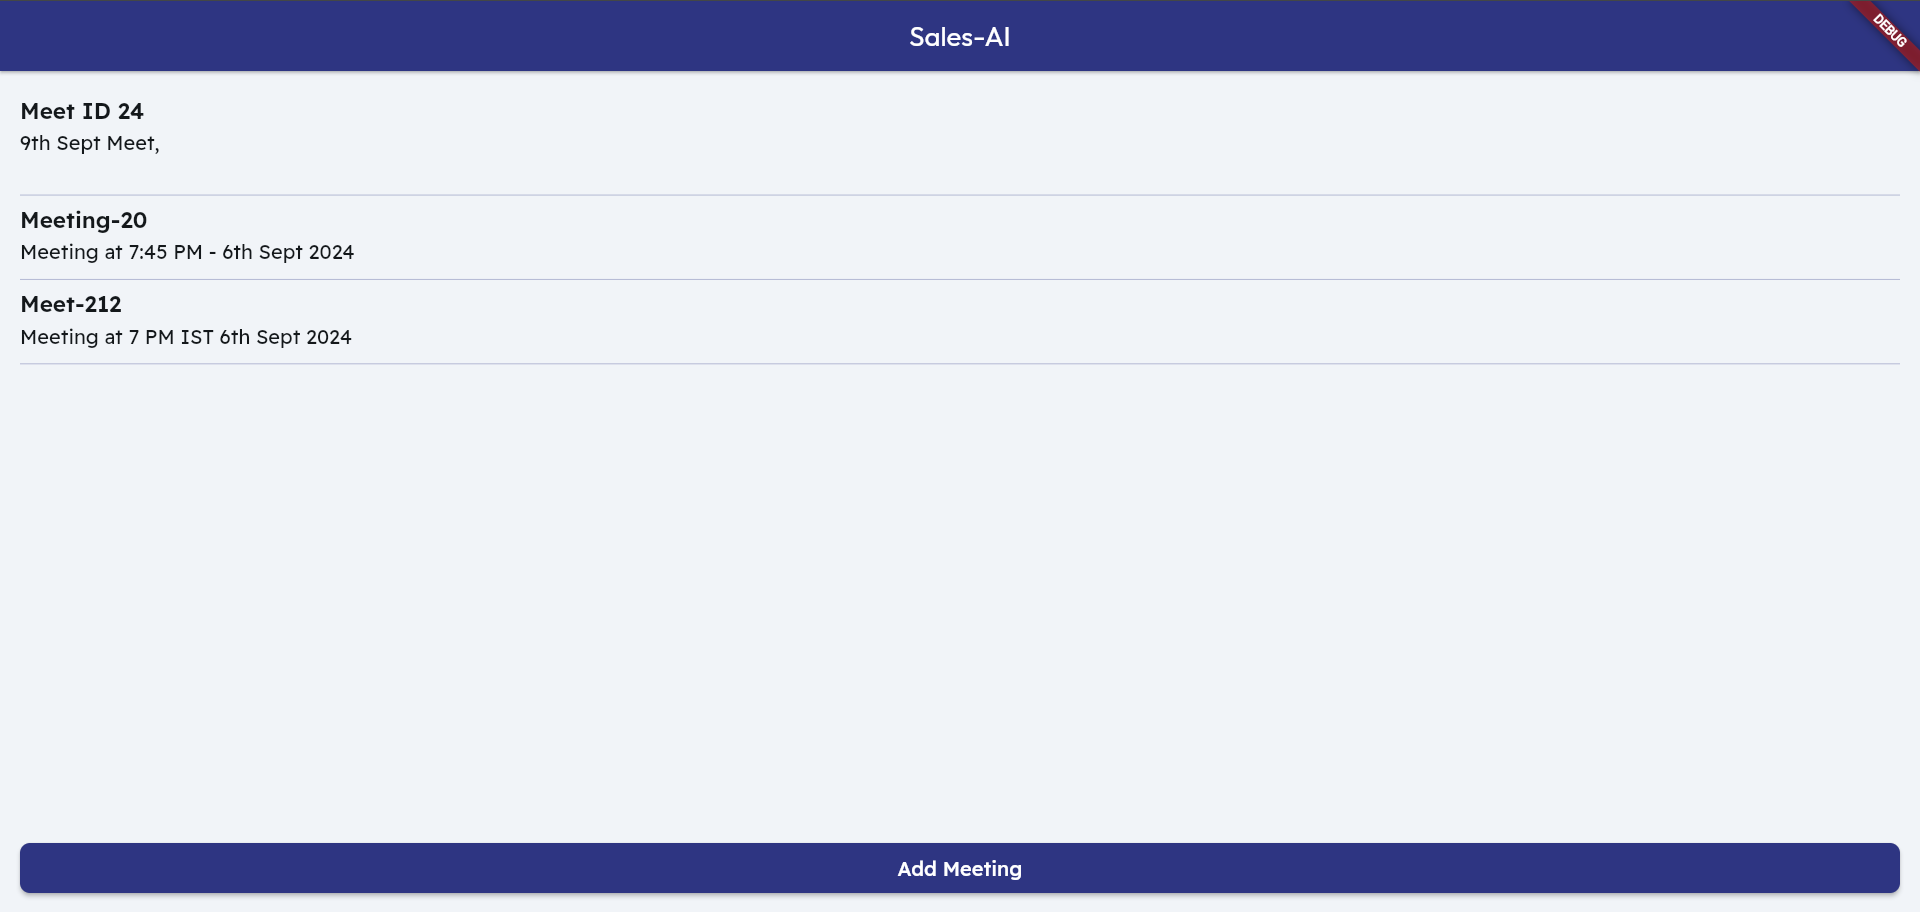 Sales-AI
DEBUG
Meet ID 24
9th Sept Meet,
Meeting-20
Meeting at 7:45 PM - 6th Sept 2024
Meet-212
Meeting at 7 PM IST 6th Sept 2024
Add Meeting